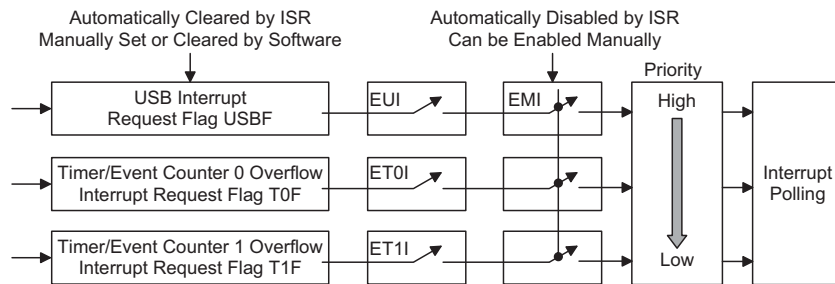 Automatically Cleared by ISR
Manually Set or Cleared by Software
Automatically Disabled by ISR
Can be Enabled Manually
Priority
USB Interrupt
Request Flag USBF
EUI
EMI
High
Timer/Event Counter 0 Overflow
Interrupt Request Flag T0F
ET0I
Interrupt
Polling
Timer/Event Counter 1 Overflow
Interrupt Request Flag T1F
ET1I
Low